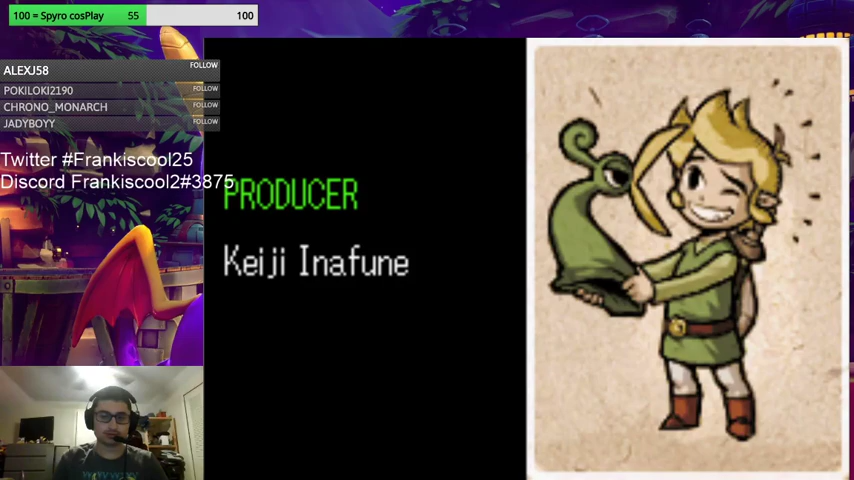 100 = Spyro cosPlay 55 100
ALEXJ58 FOLLOW
POKILOKI2190 FOLLOW
CHRONO_MONARCH FOLLOW
JADYBOYY FOLLOW
Twitter #Frankiscool25
Discord Frankiscool2#3875
PRODUCER
Keiji Inafune